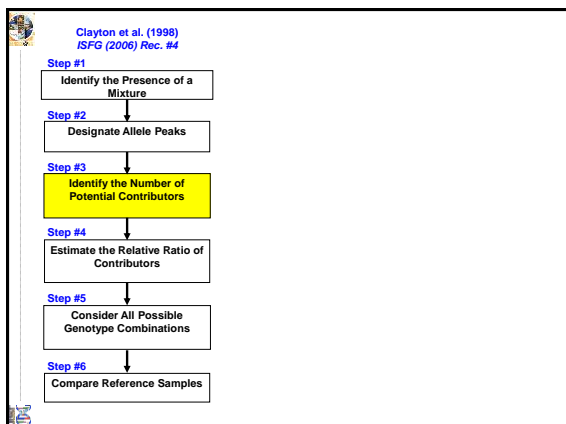 Clayton et al. (1998)
ISFG (2006) Rec. #4
Step #1
Identify the Presence of a
Mixture
Step #2
Designate Allele Peaks
Step #3
Identify the Number of
Potential Contributors
Step #4
Estimate the Relative Ratio of
Contributors
Step #5
Consider All Possible
Genotype Combinations
Step #6
Compare Reference Samples